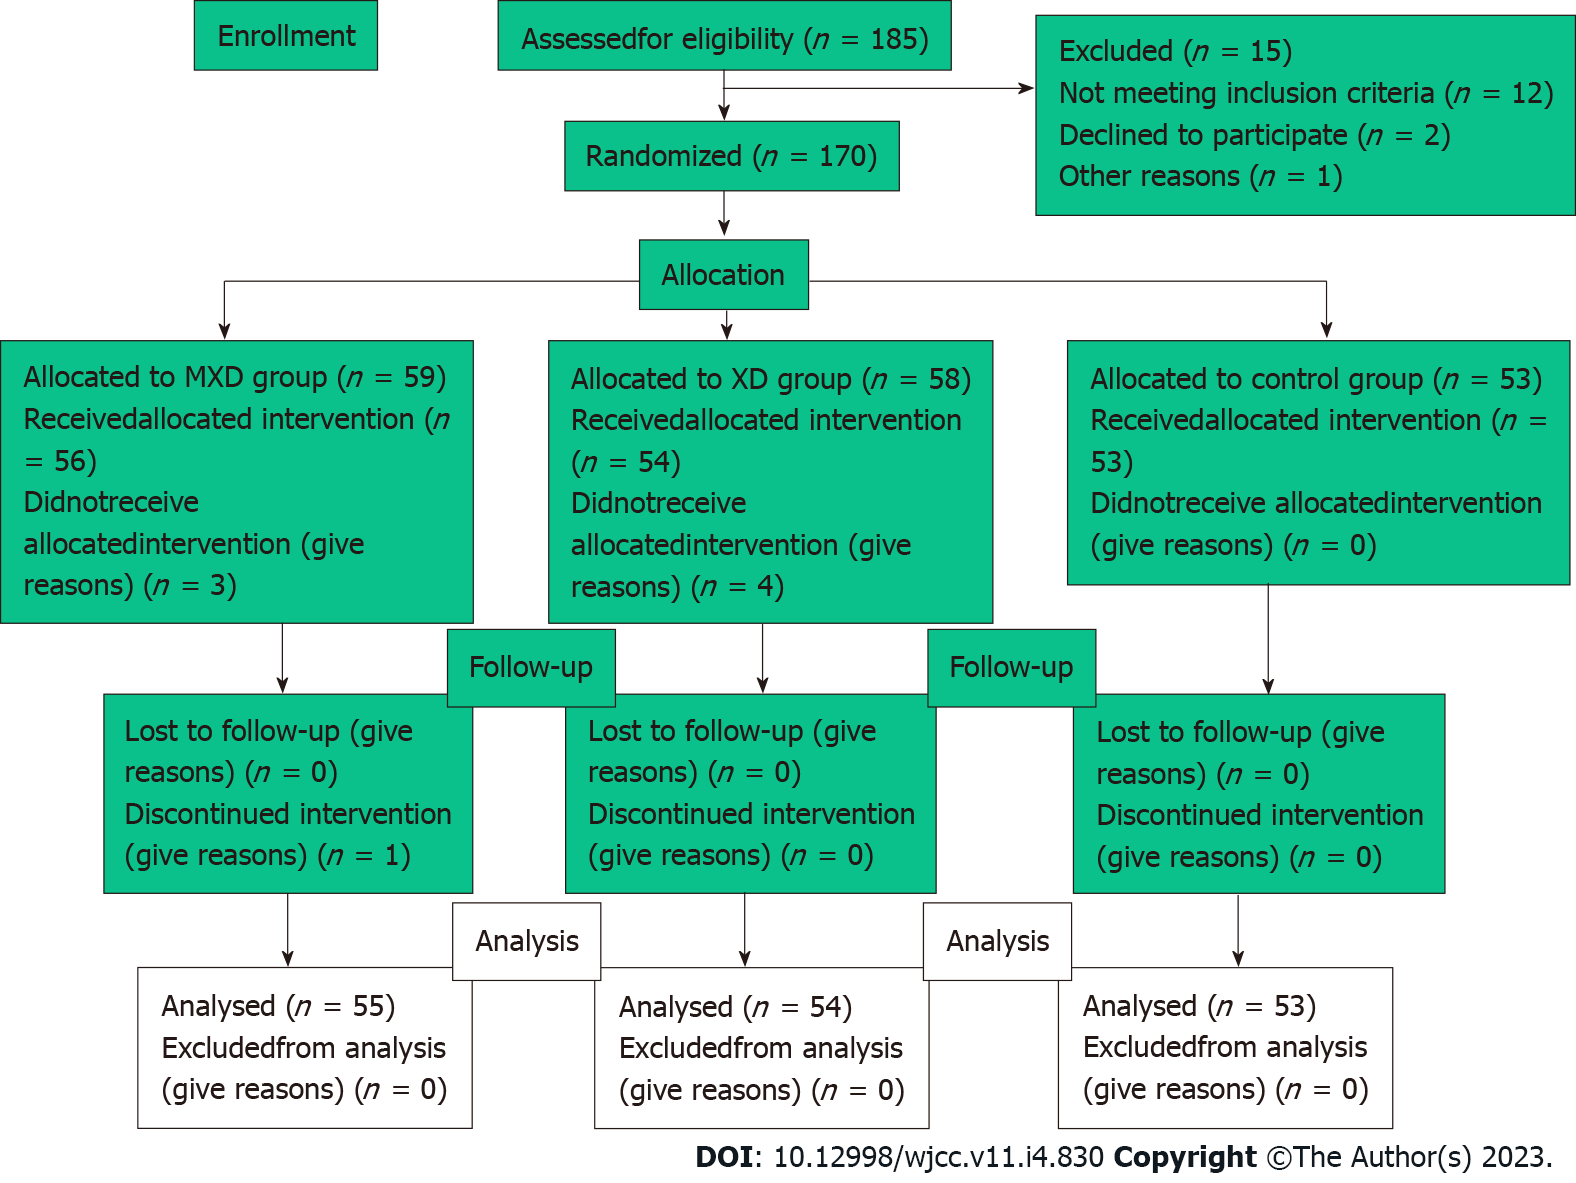 Enrollment
Assessedfor eligibility (n = 185)
Excluded (n = 15)
Not meeting inclusion criteria (n = 12)
Declined to participate (n = 2)
Other reasons (n = 1)
Randomized (n = 170)
Allocation
Allocated to MXD group (n = 59)
Receivedallocated intervention (n
= 56)
Didnotreceive
allocatedintervention (give
reasons) (n = 3)
Allocated to XD group (n = 58)
Receivedallocated intervention
(n = 54)
Didnotreceive
allocatedintervention (give
reasons) (n = 4)
Allocated to control group (n = 53)
Receivedallocated intervention (n =
53)
Didnotreceive allocatedintervention
(give reasons) (n = 0)
Follow-up
Follow-up
Lost to follow-up (give
reasons) (n = 0)
Discontinued intervention
(give reasons) (n = 1)
Lost to follow-up (give
reasons) (n = 0)
Discontinued intervention
(give reasons) (n = 0)
Lost to follow-up (give
reasons) (n = 0)
Discontinued intervention
(give reasons) (n = 0)
Analysis
Analysis
Analysed (n = 55)
Excludedfrom analysis
(give reasons) (n = 0)
Analysed (n = 54)
Excludedfrom analysis
(give reasons) (n = 0)
Analysed (n = 53)
Excludedfrom analysis
(give reasons) (n = 0)
DOI: 10.12998/wjcc.v11.i4.830 Copyright ©The Author(s) 2023.